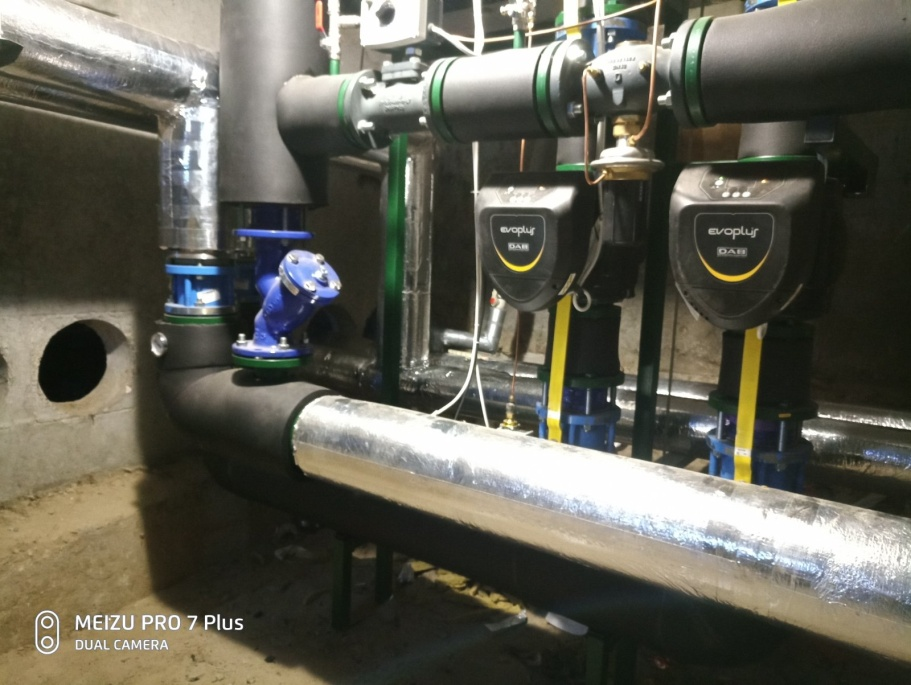 evoplus
DAB
evoplus
DAB
MEIZU PRO 7 Plus
DUAL CAMERA